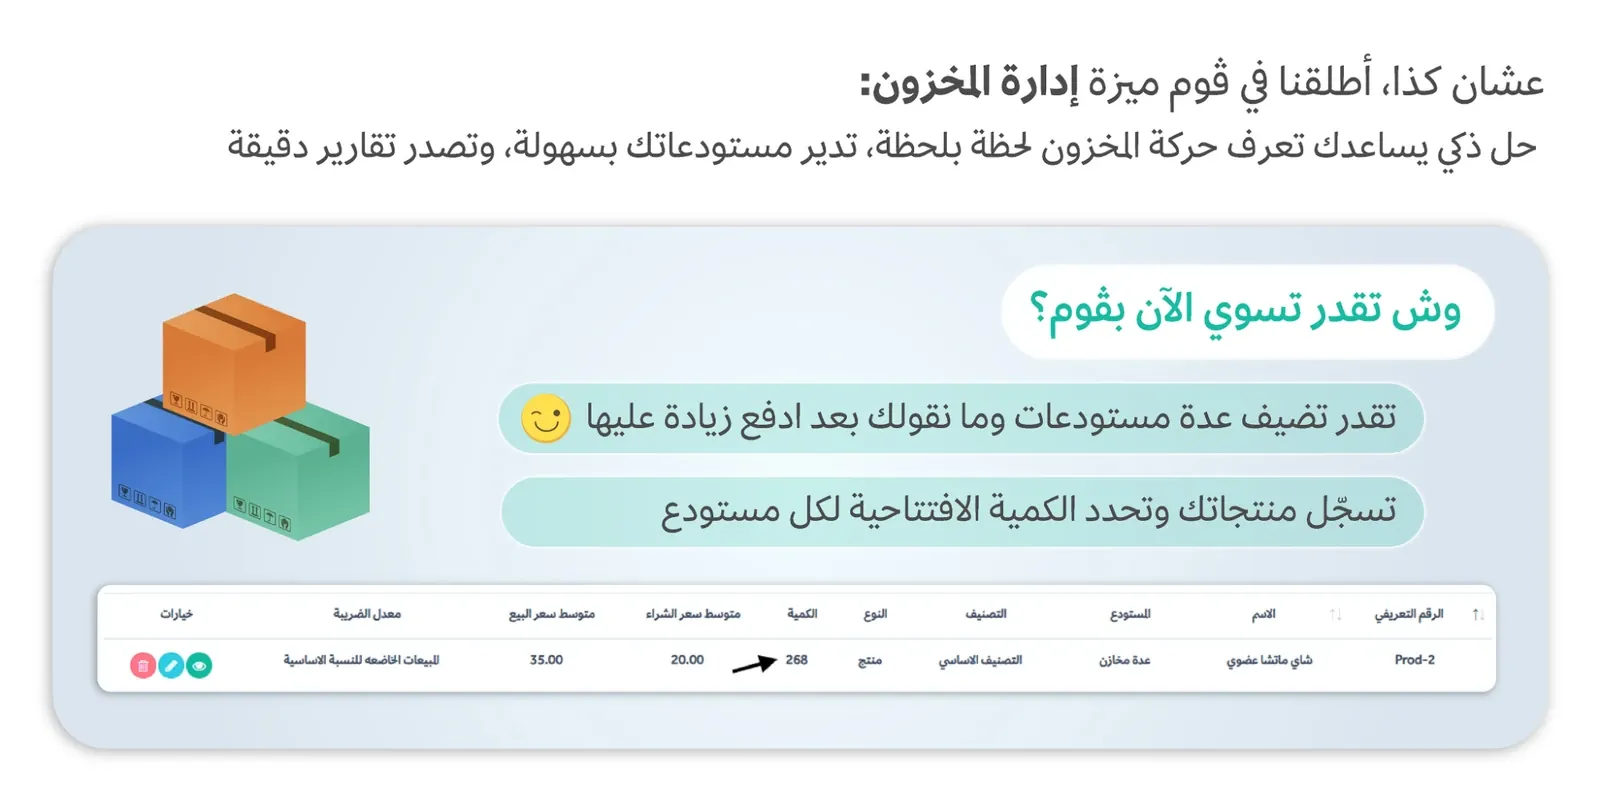 عشان كذا، أطلقنا في ڤوم ميزة إدارة المخزون:
حل ذكي يساعدك تعرف حركة المخزون لحظة بلحظة، تدير مستودعاتك بسهولة، وتصدر تقارير دقيقة
وش تقدر تسوي الآن بڤوم؟
تقدر تضيف عدة مستودعات وما نقولك بعد ادفع زيادة عليها 😉
تسجّل منتجاتك وتحدد الكمية الافتتاحية لكل مستودع
الرقم التعريفي الاسم المستودع التصنيف النوع الكمية متوسط سعر الشراء متوسط سعر البيع معدل الضريبة خيارات
Prod-2 شاي ماتشا عضوي عدة مخازن التصنيف الاساسي منتج 268 20.00 35.00 المبيعات الخاضعه للنسبة الاساسية